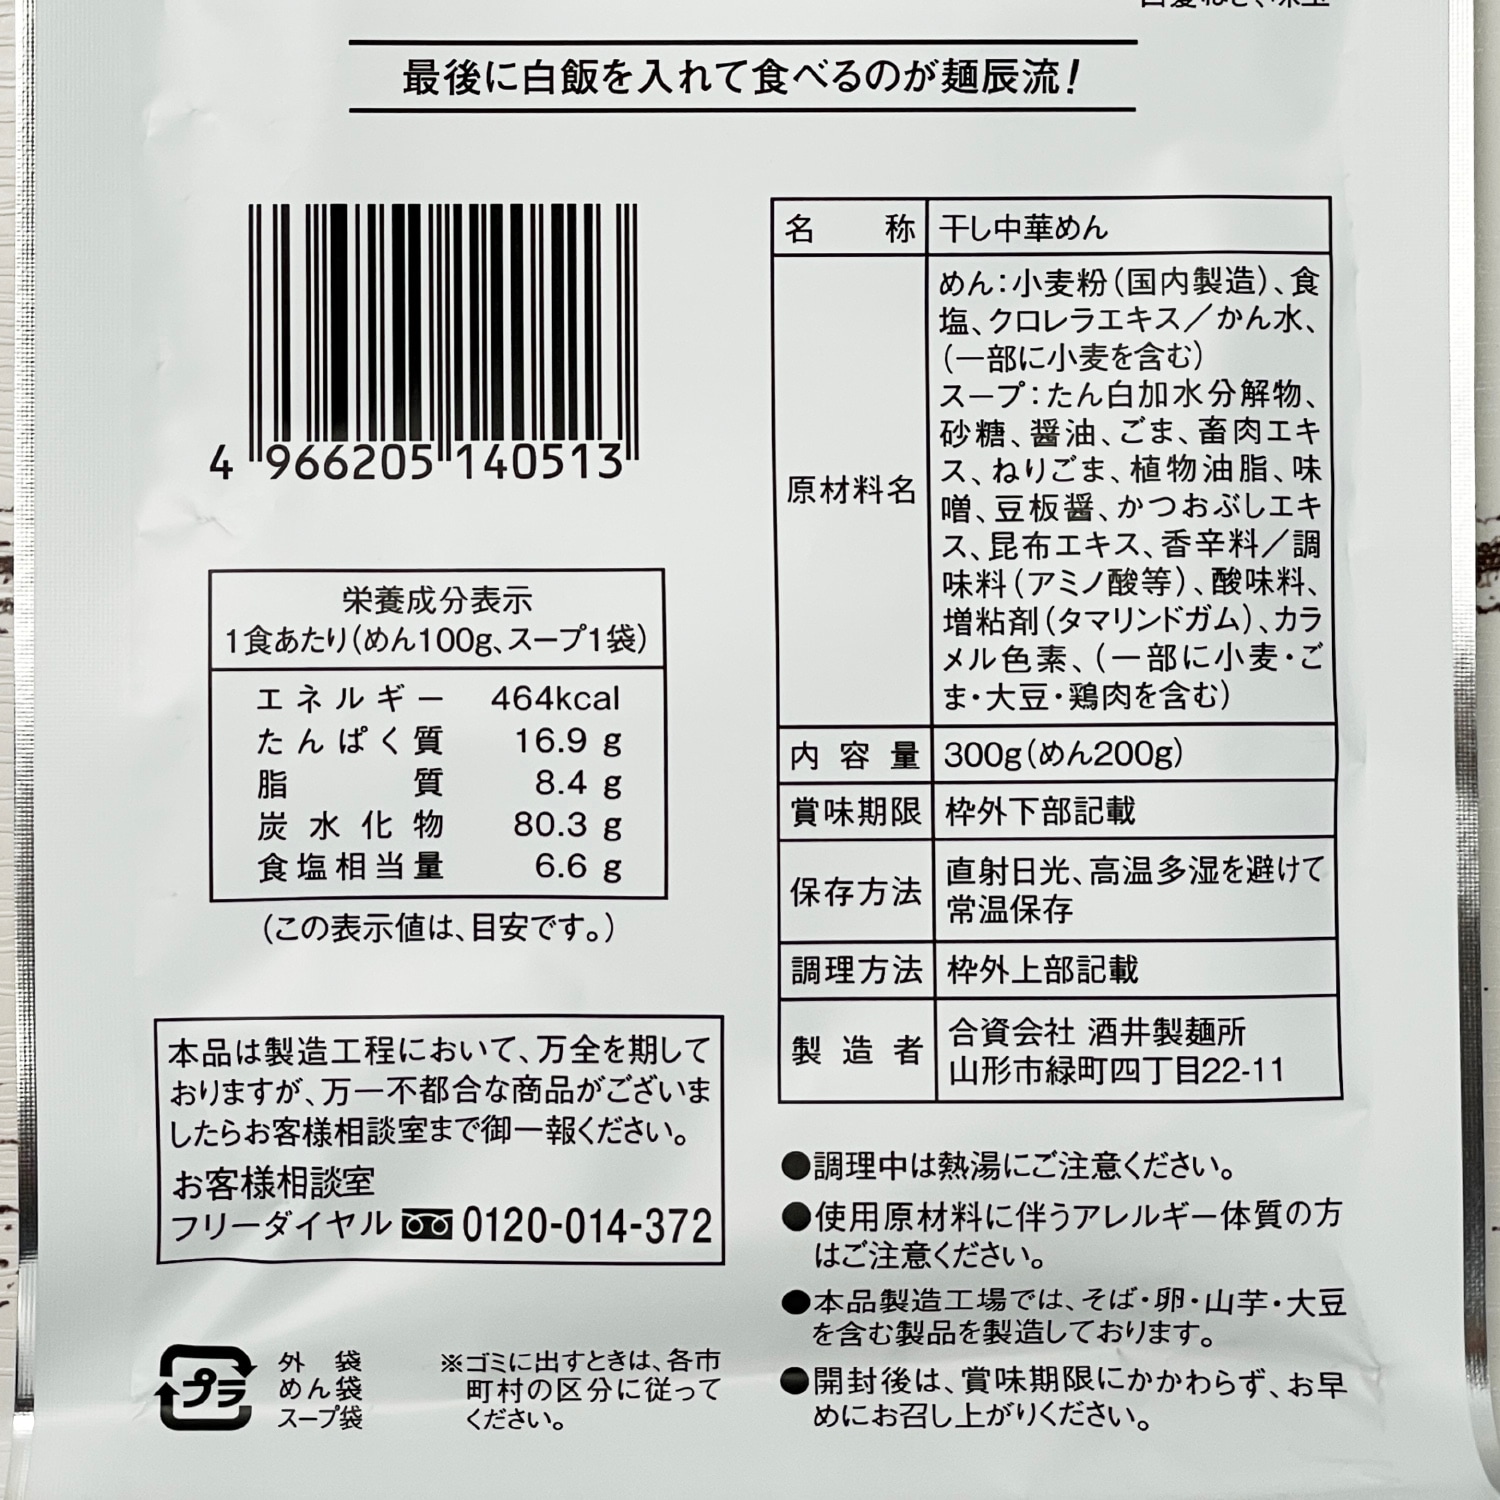 最後に白飯を入れて食べるのが麺辰流!
4 966205 140513
栄養成分表示
1食あたり(めん100g、スープ1袋)
エネルギー 464kcal
たんぱく質 16.9 g
脂質 8.4 g
炭水化物 80.3 g
食塩相当量 6.6 g
(この表示値は、目安です。)
本品は製造工程において、万全を期して
おりますが、万一不都合な商品がございま
したらお客様相談室まで御一報ください。
お客様相談室
フリーダイヤル 0120-014-372
プラ
外 袋
めん袋
スープ袋
※ゴミに出すときは、各市
町村の区分に従って
ください。
名称 干し中華めん
原材料名
めん:小麦粉(国内製造)、食
塩、クロレラエキス/かん水、
(一部に小麦を含む)
スープ:たん白加水分解物、
砂糖、醤油、ごま、畜肉エキ
ス、ねりごま、植物油脂、味
噌、豆板醤、かつおぶしエキ
ス、昆布エキス、香辛料/調
味料(アミノ酸等)、酸味料、
増粘剤(タマリンドガム)、カラ
メル色素、(一部に小麦・ご
ま・大豆・鶏肉を含む)
内容量 300g(めん200g)
賞味期限 枠外下部記載
保存方法
直射日光、高温多湿を避けて
常温保存
調理方法 枠外上部記載
製造者
合資会社 酒井製麺所
山形市緑町四丁目22-11
●調理中は熱湯にご注意ください。
●使用原材料に伴うアレルギー体質の方
はご注意ください。
●本品製造工場では、そば・卵・山芋・大豆
を含む製品を製造しております。
●開封後は、賞味期限にかかわらず、お早
めにお召し上がりください。